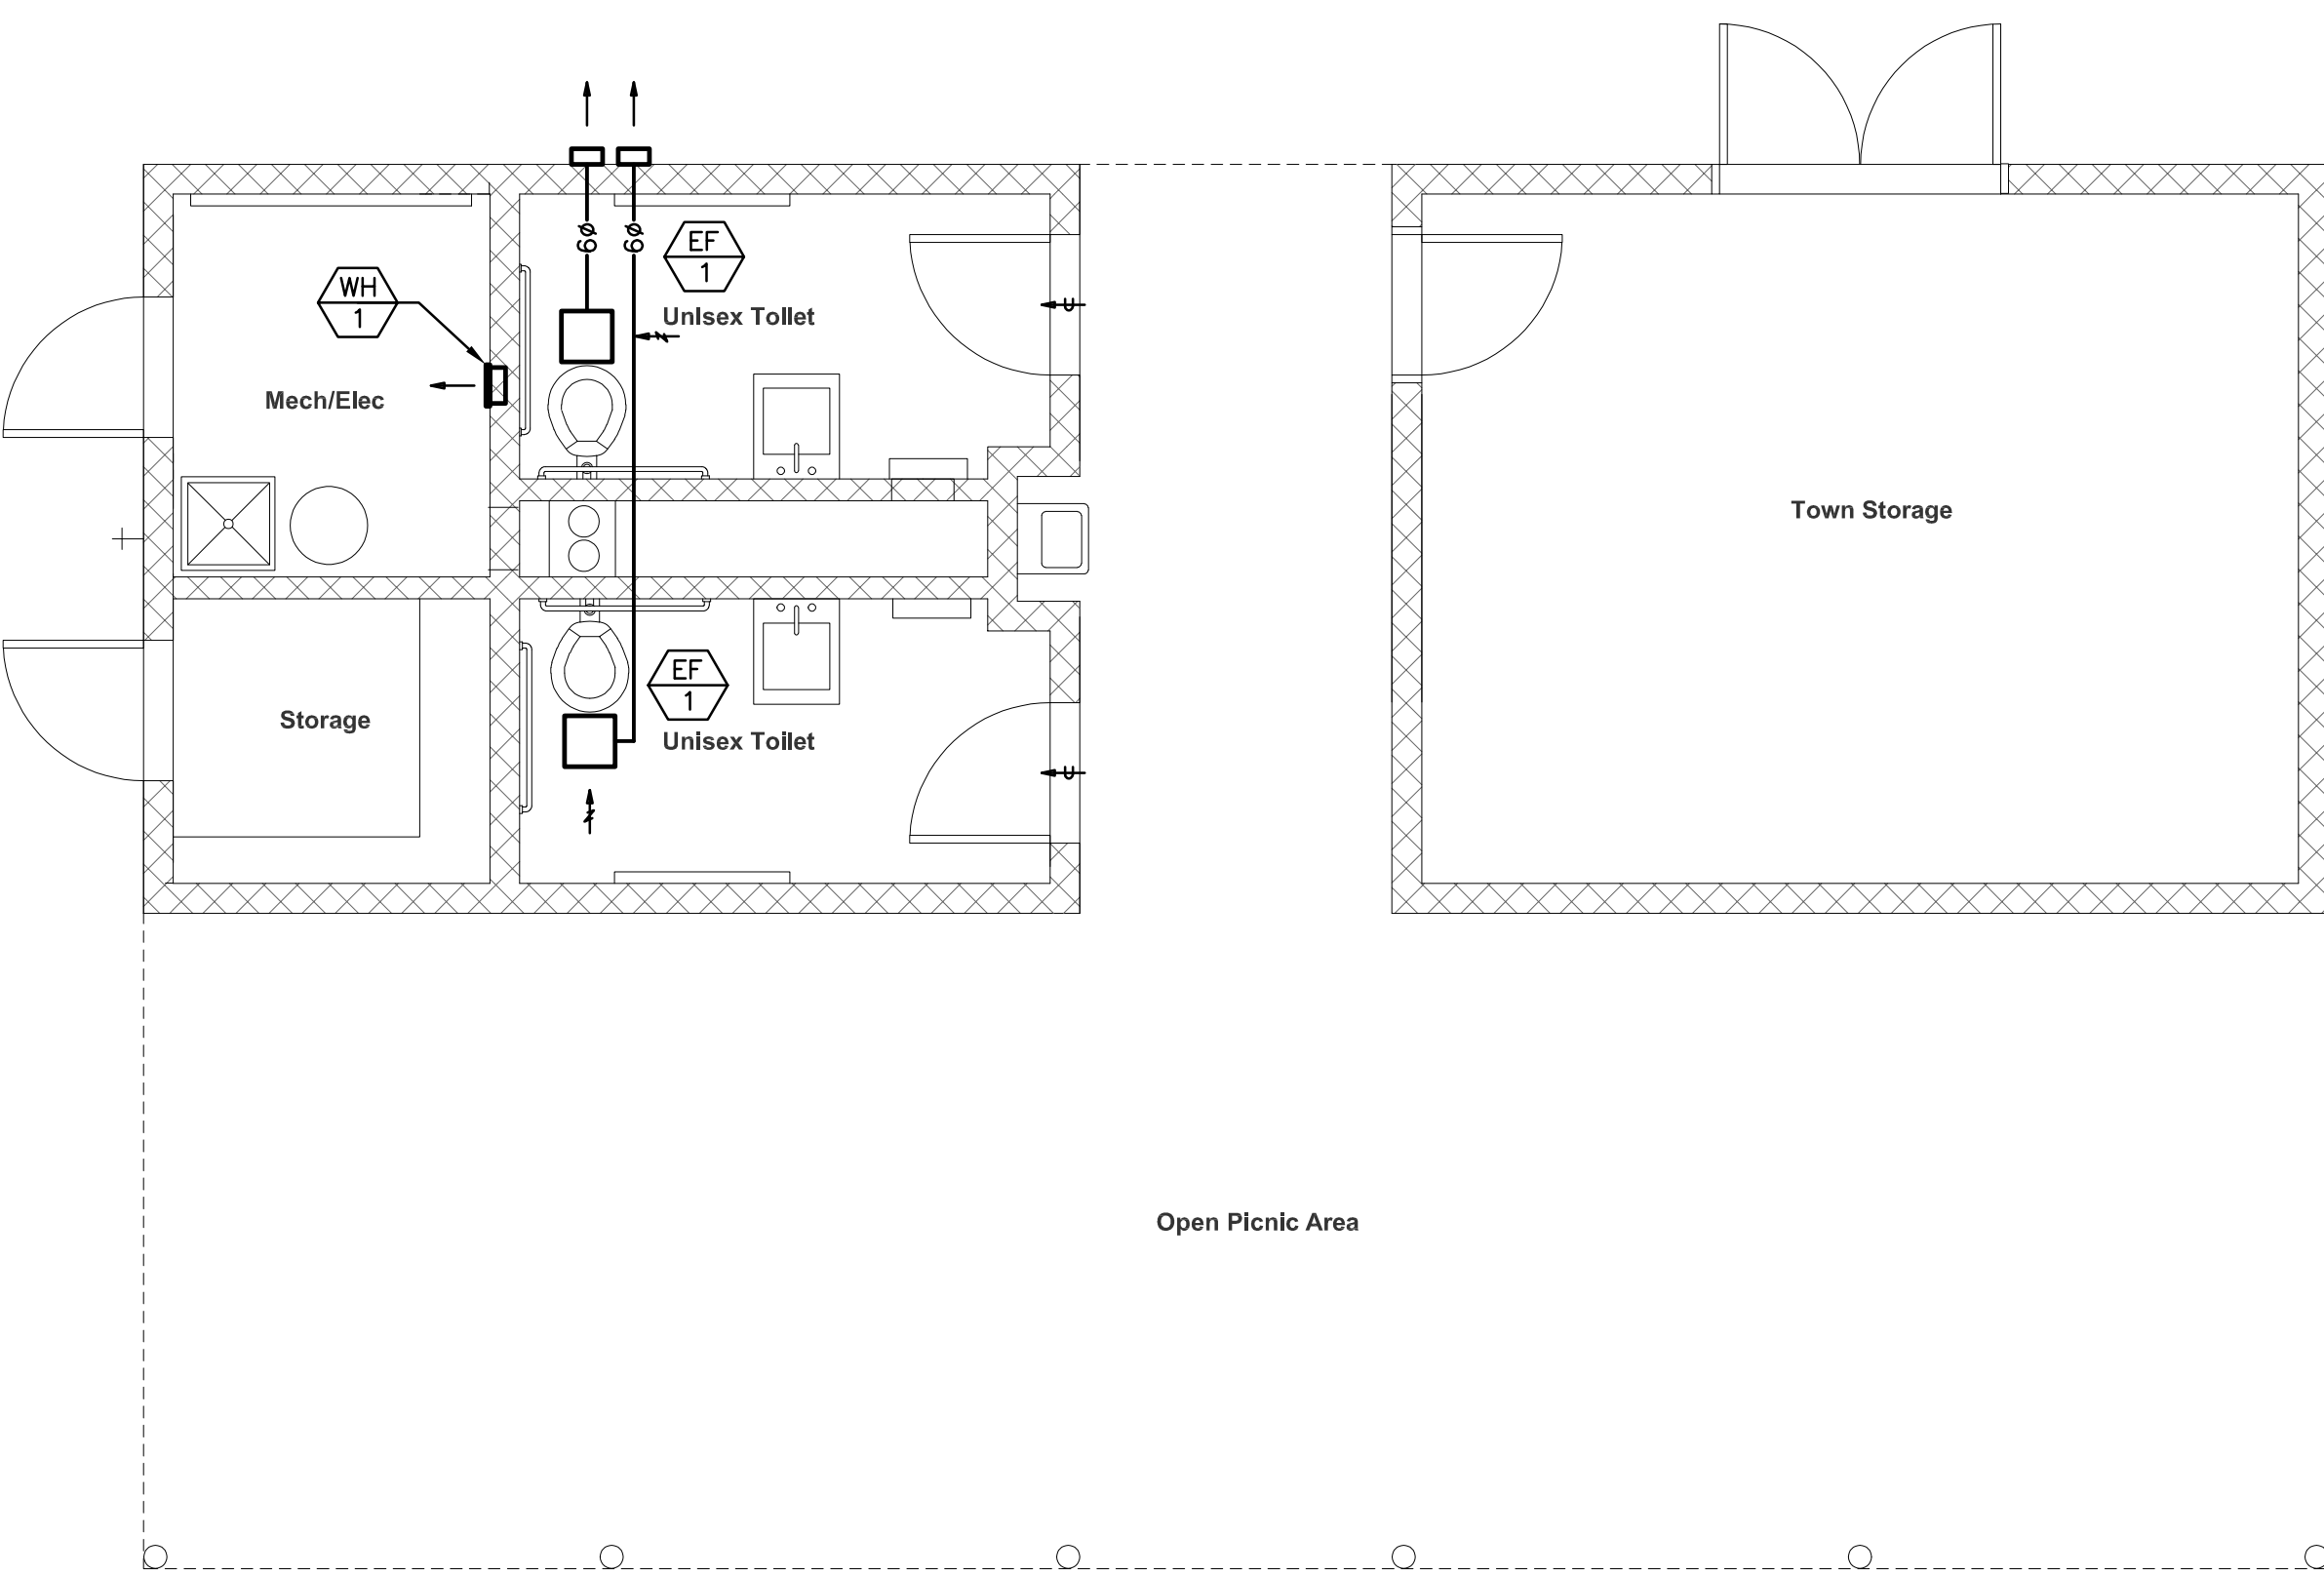 6ø
6ø
EF
1
WH
1
Unisex Toilet
U
Mech/Elec
Town Storage
EF
1
Storage
Unisex Toilet
U
Open Picnic Area